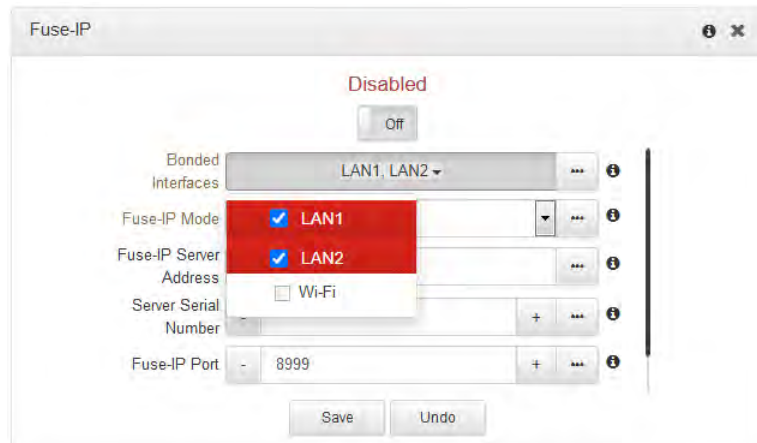 Fuse-IP
Disabled
Off
Bonded Interfaces LAN1, LAN2 ...
Fuse-IP Mode ...
LAN1
LAN2
Wi-Fi
Fuse-IP Server Address ...
Server Serial Number - + ...
Fuse-IP Port - 8999 + ...
Save Undo